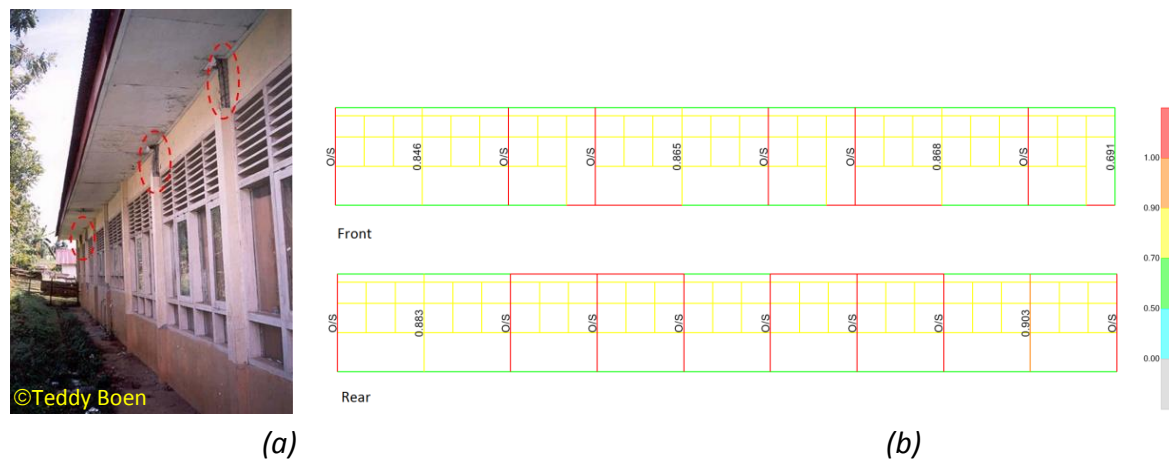 O/S 0.846 O/S O/S 0.865 O/S O/S 0.868 O/S 0.691
Front
O/S 0.883 O/S O/S O/S O/S O/S O/S 0.903 O/S
Rear
1.00
0.90
0.70
0.50
0.00
©Teddy Boen
(a)
(b)